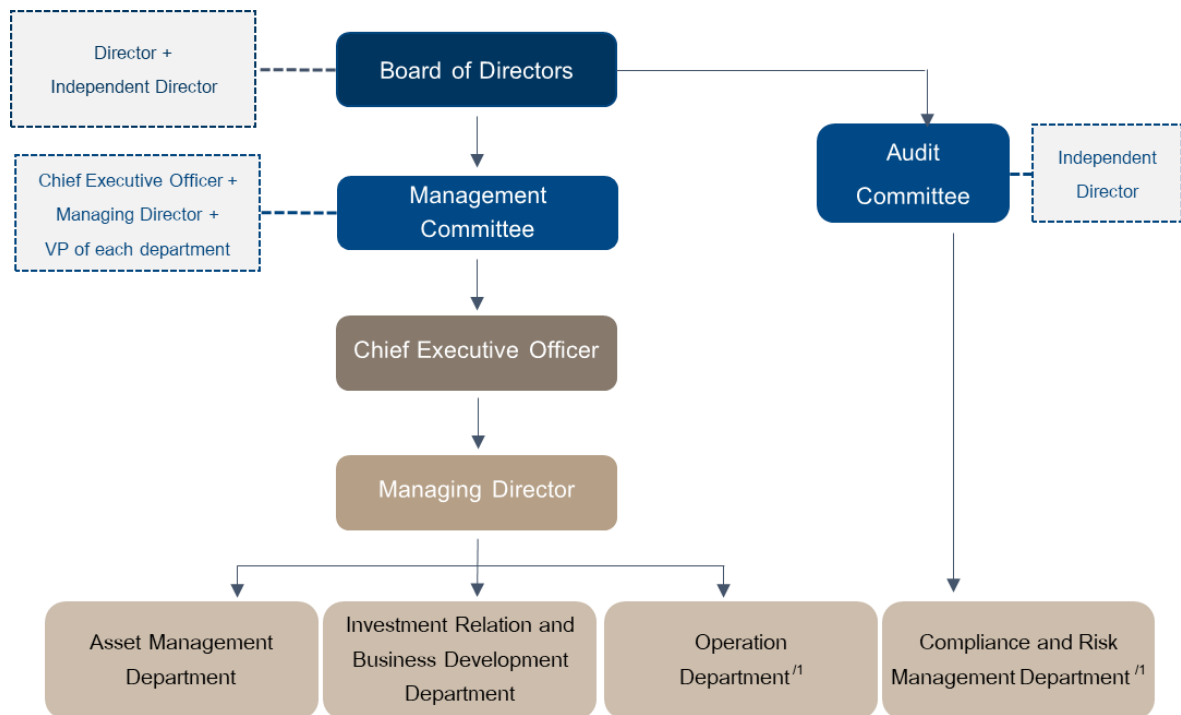 Director +
Independent Director
Board of Directors
Audit
Committee
Independent
Director
Chief Executive Officer +
Managing Director +
VP of each department
Management
Committee
Chief Executive Officer
Managing Director
Asset Management
Department
Investment Relation and
Business Development
Department
Operation
Department /1
Compliance and Risk
Management Department /1